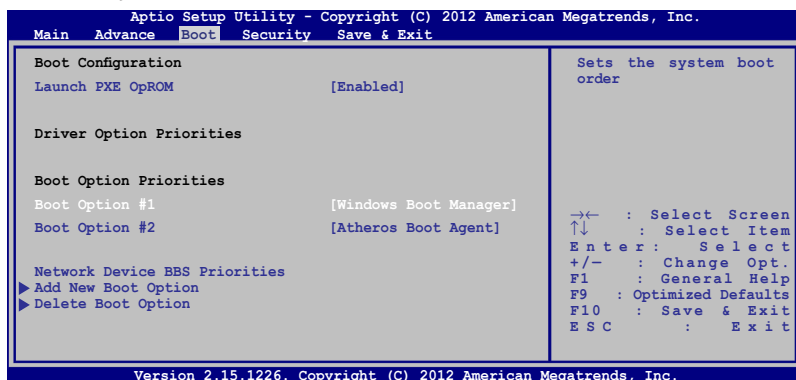 Aptio Setup Utility - Copyright (C) 2012 American Megatrends, Inc.
Main Advance Boot Security Save & Exit
Boot Configuration
Launch PXE OpROM [Enabled]
Driver Option Priorities
Boot Option Priorities
Boot Option #1 [Windows Boot Manager]
Boot Option #2 [Atheros Boot Agent]
Network Device BBS Priorities
Add New Boot Option
Delete Boot Option
Sets the system boot
order
→← : Select Screen
↑↓ : Select Item
Enter: Select
+/— : Change Opt.
F1 : General Help
F9 : Optimized Defaults
F10 : Save & Exit
ESC : Exit
Version 2.15.1226. Copyright (C) 2012 American Megatrends, Inc.